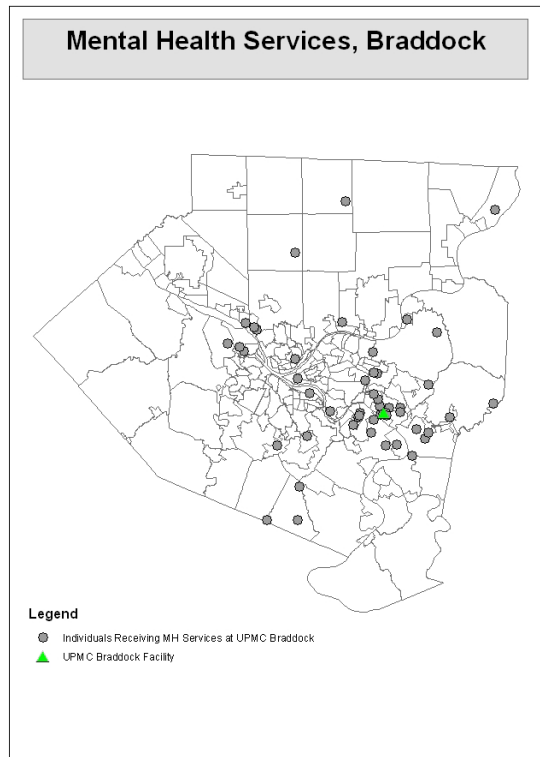 Mental Health Services, Braddock
Legend
Individuals Receiving MH Services at UPMC Braddock
UPMC Braddock Facility